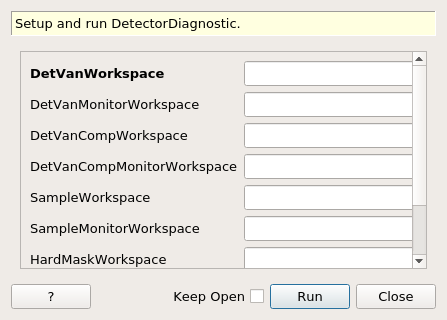 Setup and run DetectorDiagnostic.
DetVanWorkspace
DetVanMonitorWorkspace
DetVanCompWorkspace
DetVanCompMonitorWorkspace
SampleWorkspace
SampleMonitorWorkspace
HardMaskWorkspace
? Keep Open Run Close